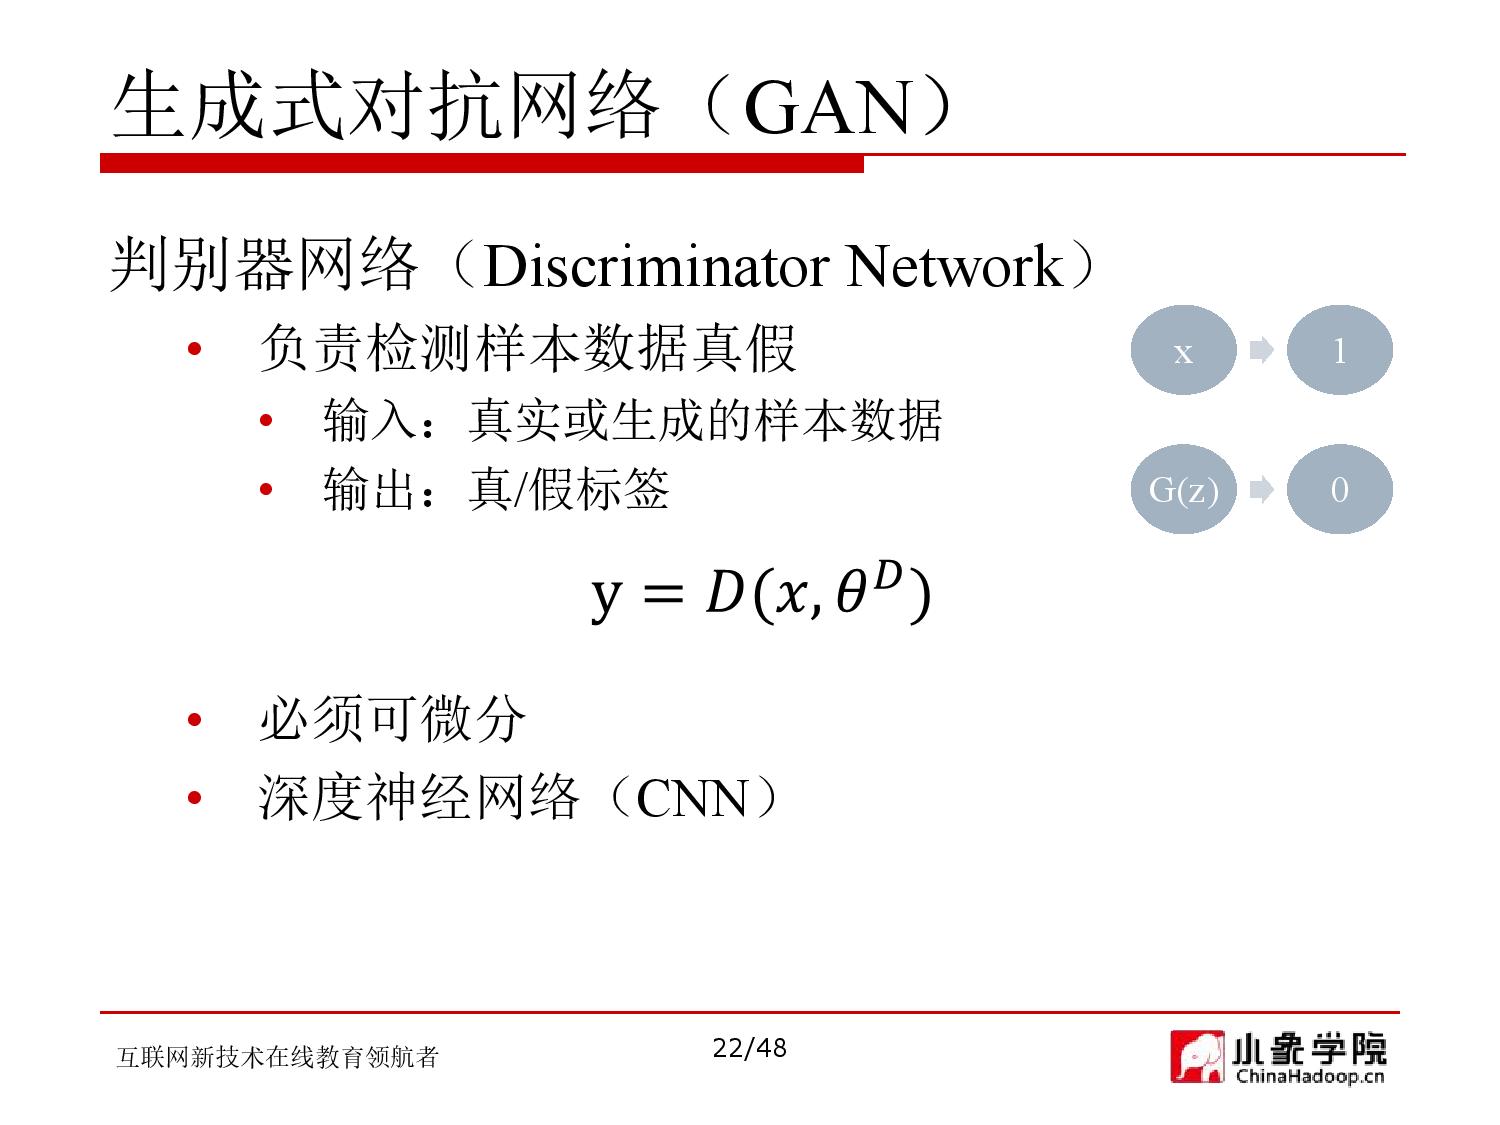 生成式对抗网络（GAN）
判别器网络（Discriminator Network）
• 负责检测样本数据真假
• 输入：真实或生成的样本数据
• 输出：真/假标签
x 1
G(z) 0
y = D(x, θ^D)
• 必须可微分
• 深度神经网络（CNN）
互联网新技术在线教育领航者
22/48
小象学院
ChinaHadoop.cn